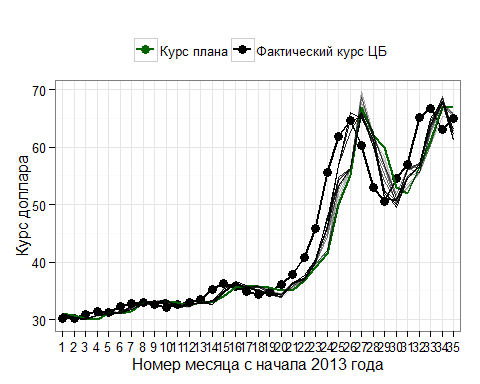 Курс плана Фактический курс ЦБ
70
60
50
40
30
Курс доллара
1 2 3 4 5 6 7 8 9 10 11 12 13 14 15 16 17 18 19 20 21 22 23 24 25 26 27 28 29 30 31 32 33 34 35
Номер месяца с начала 2013 года